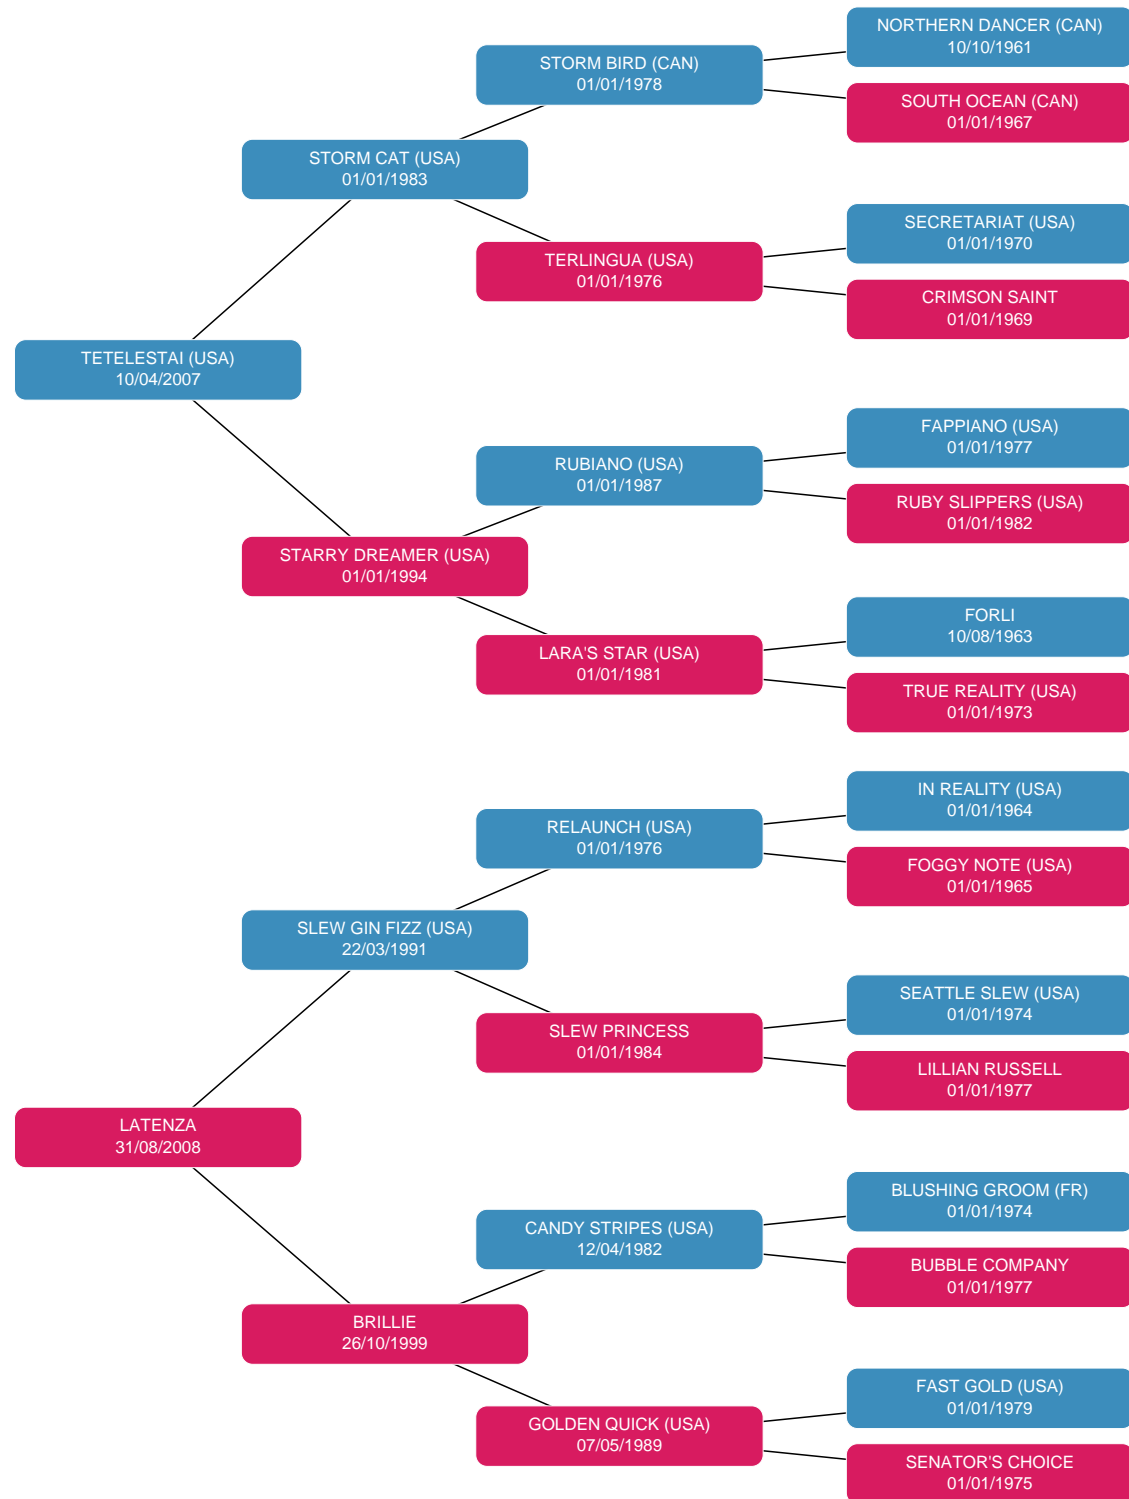 NORTHERN DANCER (CAN)
10/10/1961
STORM BIRD (CAN)
01/01/1978
SOUTH OCEAN (CAN)
01/01/1967
STORM CAT (USA)
01/01/1983
SECRETARIAT (USA)
01/01/1970
TERLINGUA (USA)
01/01/1976
CRIMSON SAINT
01/01/1969
TETELESTAI (USA)
10/04/2007
FAPPIANO (USA)
01/01/1977
RUBIANO (USA)
01/01/1987
RUBY SLIPPERS (USA)
01/01/1982
STARRY DREAMER (USA)
01/01/1994
FORLI
10/08/1963
LARA'S STAR (USA)
01/01/1981
TRUE REALITY (USA)
01/01/1973
IN REALITY (USA)
01/01/1964
RELAUNCH (USA)
01/01/1976
FOGGY NOTE (USA)
01/01/1965
SLEW GIN FIZZ (USA)
22/03/1991
SEATTLE SLEW (USA)
01/01/1974
SLEW PRINCESS
01/01/1984
LILLIAN RUSSELL
01/01/1977
LATENZA
31/08/2008
BLUSHING GROOM (FR)
01/01/1974
CANDY STRIPES (USA)
12/04/1982
BUBBLE COMPANY
01/01/1977
BRILLIE
26/10/1999
FAST GOLD (USA)
01/01/1979
GOLDEN QUICK (USA)
07/05/1989
SENATOR'S CHOICE
01/01/1975